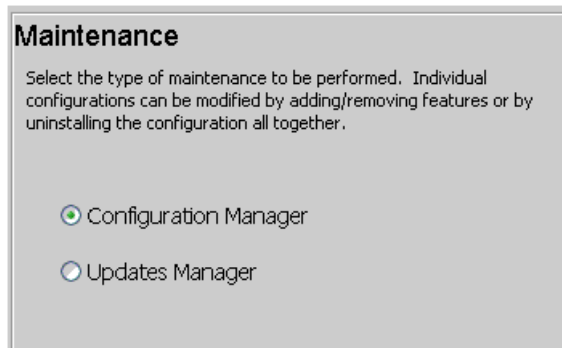 Maintenance
Select the type of maintenance to be performed.  Individual
configurations can be modified by adding/removing features or by
uninstalling the configuration all together.
Configuration Manager
Updates Manager